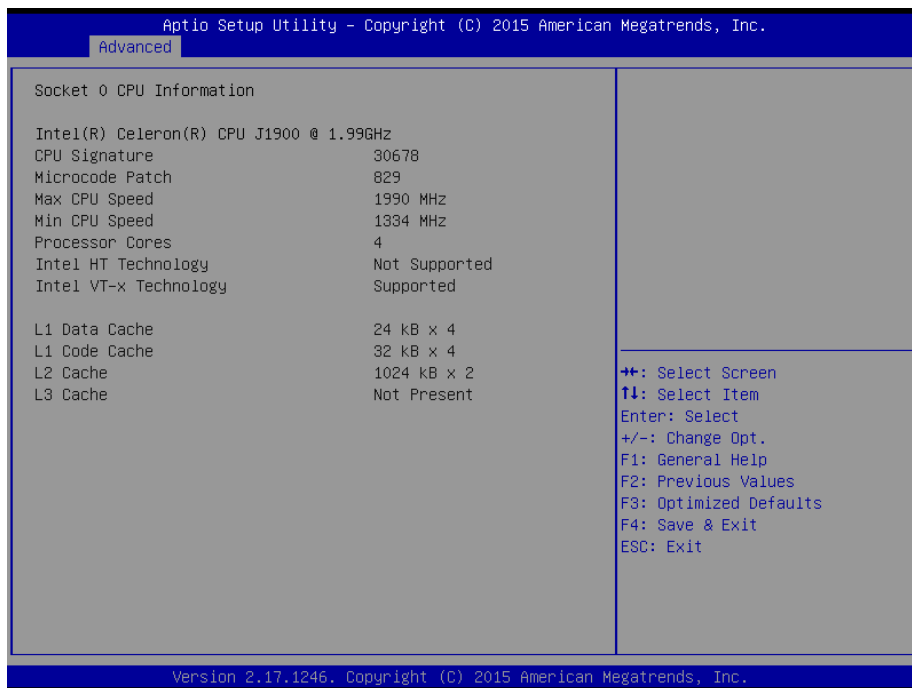 Aptio Setup Utility – Copyright (C) 2015 American Megatrends, Inc.
Advanced
Socket 0 CPU Information
Intel(R) Celeron(R) CPU J1900 @ 1.99GHz
CPU Signature 30678
Microcode Patch 829
Max CPU Speed 1990 MHz
Min CPU Speed 1334 MHz
Processor Cores 4
Intel HT Technology Not Supported
Intel VT-x Technology Supported
L1 Data Cache 24 kB x 4
L1 Code Cache 32 kB x 4
L2 Cache 1024 kB x 2
L3 Cache Not Present
→←: Select Screen
↑↓: Select Item
Enter: Select
+/-: Change Opt.
F1: General Help
F2: Previous Values
F3: Optimized Defaults
F4: Save & Exit
ESC: Exit
Version 2.17.1246. Copyright (C) 2015 American Megatrends, Inc.